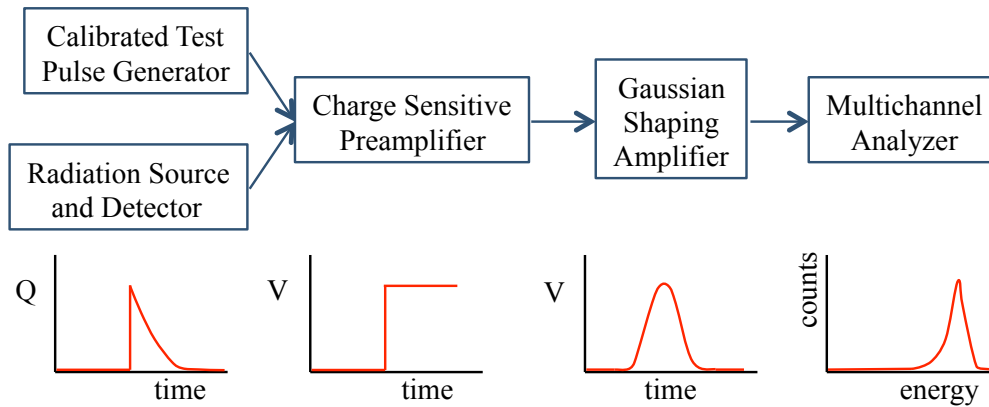 Calibrated Test
Pulse Generator
Radiation Source
and Detector
Charge Sensitive
Preamplifier
Gaussian
Shaping
Amplifier
Multichannel
Analyzer
Q
time
V
time
V
time
counts
energy